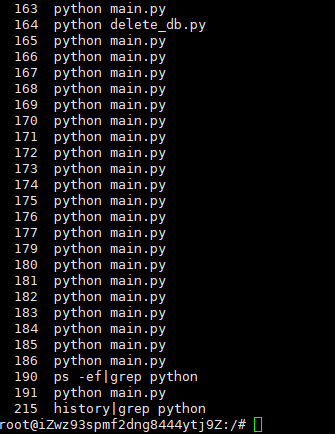 163 python main.py
164 python delete_db.py
165 python main.py
166 python main.py
167 python main.py
168 python main.py
169 python main.py
170 python main.py
171 python main.py
172 python main.py
173 python main.py
174 python main.py
175 python main.py
176 python main.py
177 python main.py
179 python main.py
180 python main.py
181 python main.py
182 python main.py
183 python main.py
184 python main.py
185 python main.py
186 python main.py
190 ps -ef|grep python
191 python main.py
215 history|grep python
root@iZwz93spmf2dng8444ytj9Z:/#